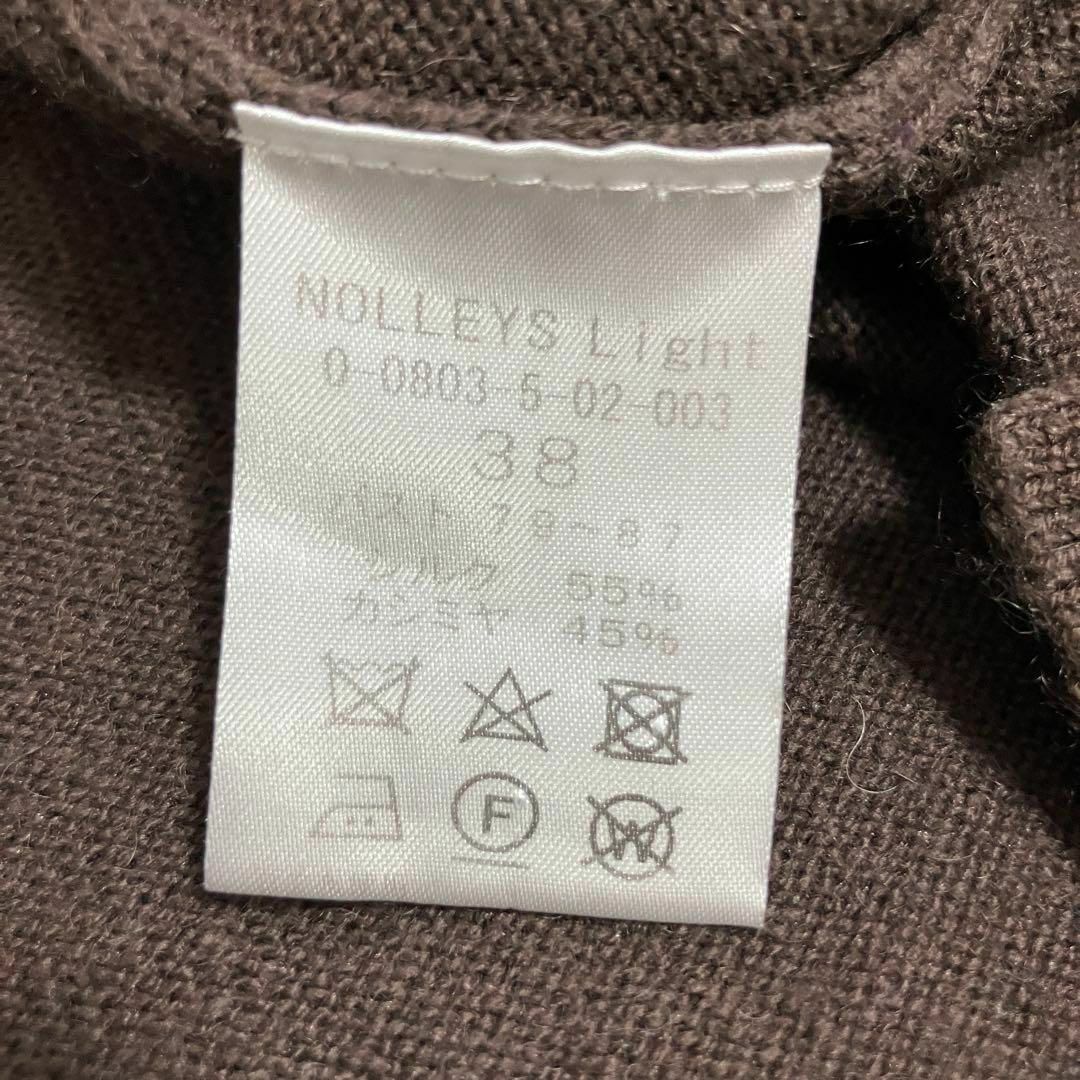 NOLLEYS Light
0-0803-5-02-003
38
バスト 79~87
シルク 55%
カシミヤ 45%
F
W